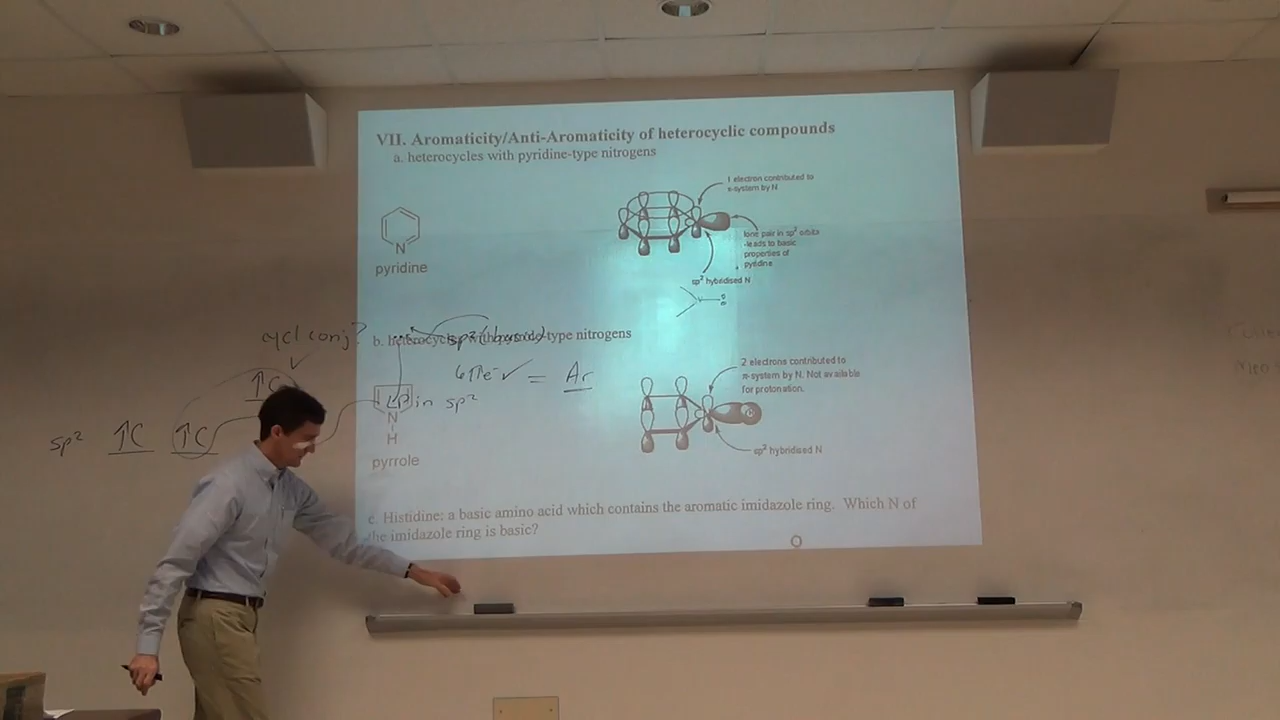 VII. Aromaticity/Anti-Aromaticity of heterocyclic compounds
a. heterocycles with pyridine-type nitrogens
1 electron contributed to
π-system by N
N
pyridine
lone pair in sp² orbital
-leads to basic
properties of
pyridine
sp² hybridised N
cycl conj?
b. heterocycles with pyrrole-type nitrogens
sp² (basic)
6πe⁻ ✓ = Ar
2 electrons contributed to
π-system by N. Not available
for protonation.
LP in sp²
sp²
N
H
pyrrole
sp² hybridised N
c. Histidine: a basic amino acid which contains the aromatic imidazole ring. Which N of
the imidazole ring is basic?
O